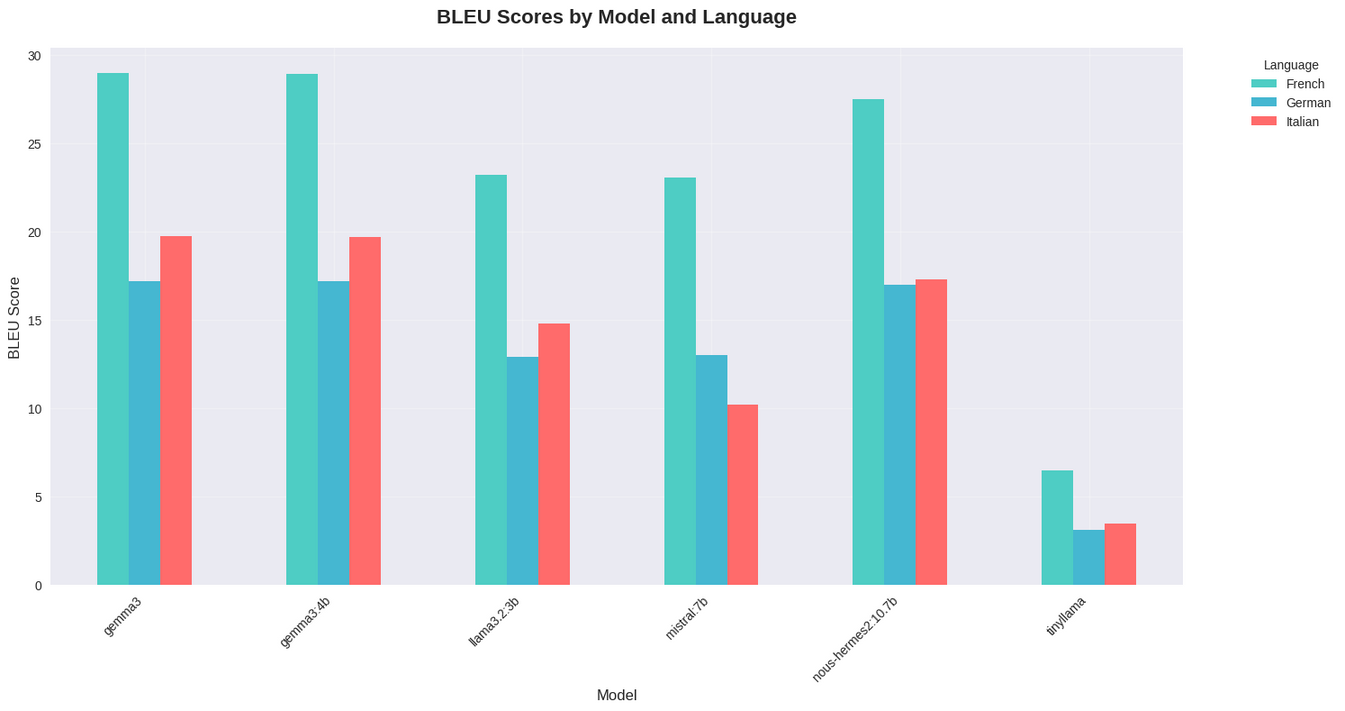 BLEU Scores by Model and Language
Language
French
German
Italian
BLEU Score
30
25
20
15
10
5
0
gemma3
gemma3:4b
llama3.2:3b
mistral:7b
nous-hermes2:10.7b
tinyllama
Model